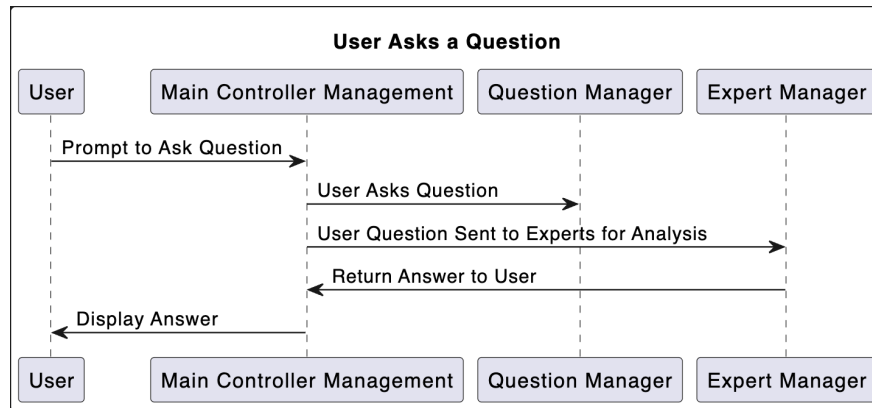 User Asks a Question
User Main Controller Management Question Manager Expert Manager
Prompt to Ask Question
User Asks Question
User Question Sent to Experts for Analysis
Return Answer to User
Display Answer
User Main Controller Management Question Manager Expert Manager